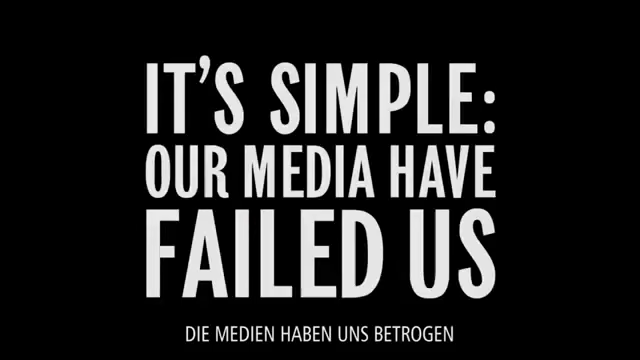 IT'S SIMPLE:
OUR MEDIA HAVE
FAILED US
DIE MEDIEN HABEN UNS BETROGEN